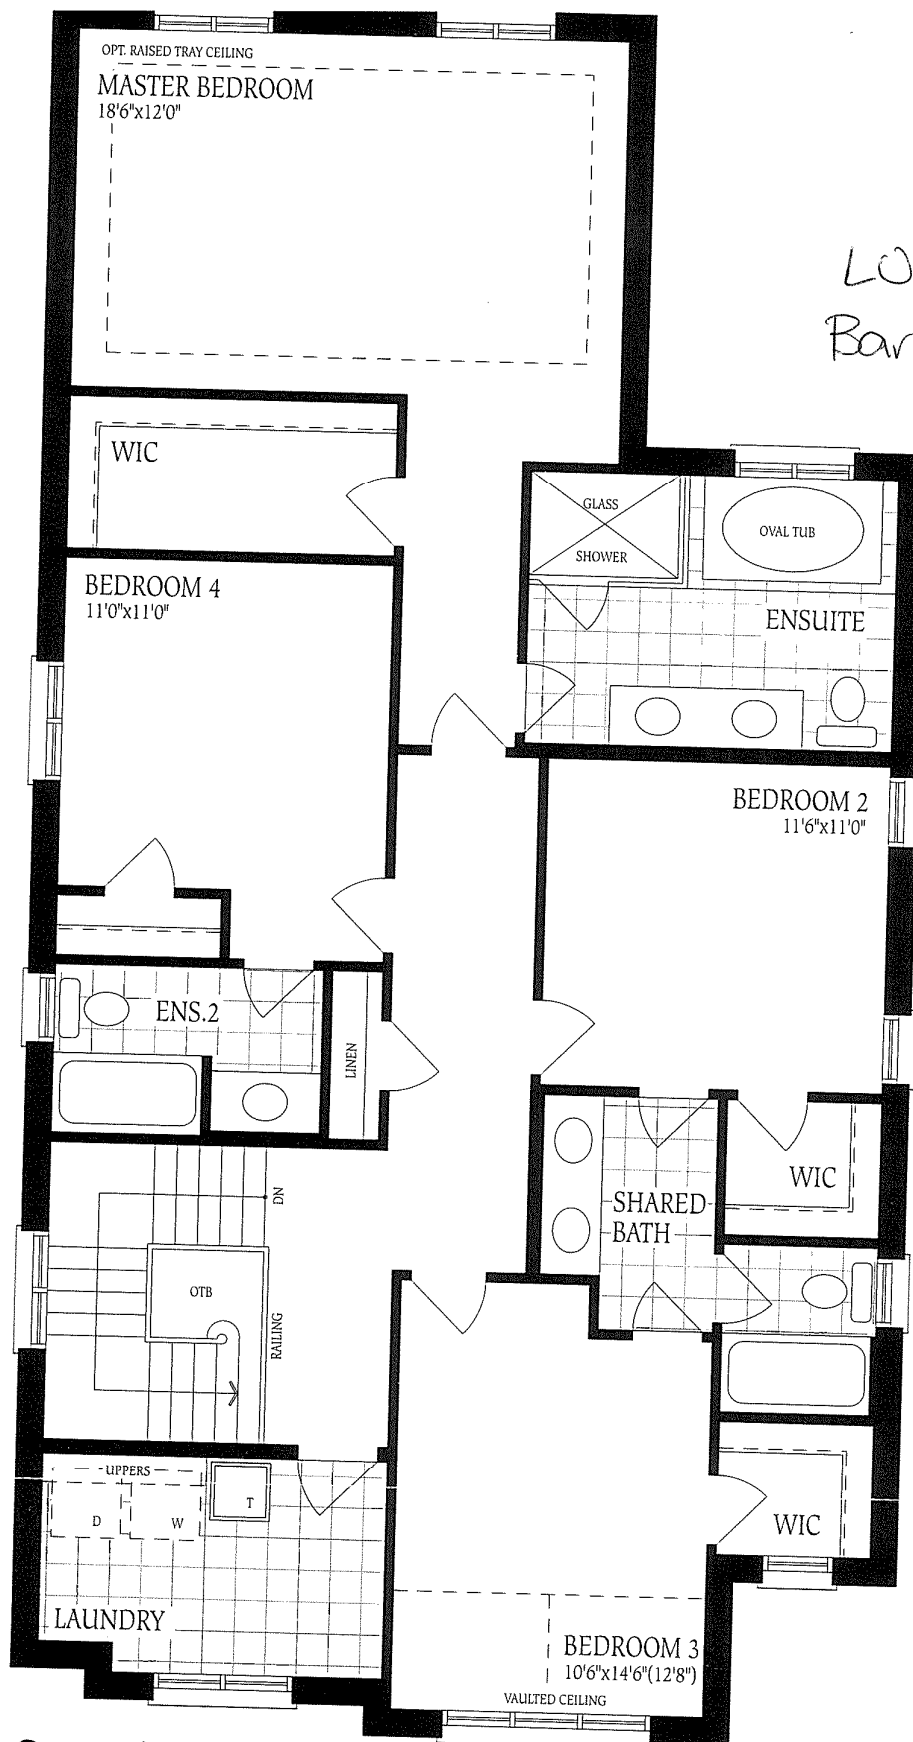 OPT. RAISED TRAY CEILING
MASTER BEDROOM
18'6"x12'0"
LO
Bar
WIC
GLASS
SHOWER
OVAL TUB
ENSUITE
BEDROOM 4
11'0"x11'0"
BEDROOM 2
11'6"x11'0"
ENS.2
LINEN
DN
SHARED
BATH
WIC
OTB
RAILING
UPPERS
D
W
T
LAUNDRY
WIC
BEDROOM 3
10'6"x14'6"(12'8")
VAULTED CEILING